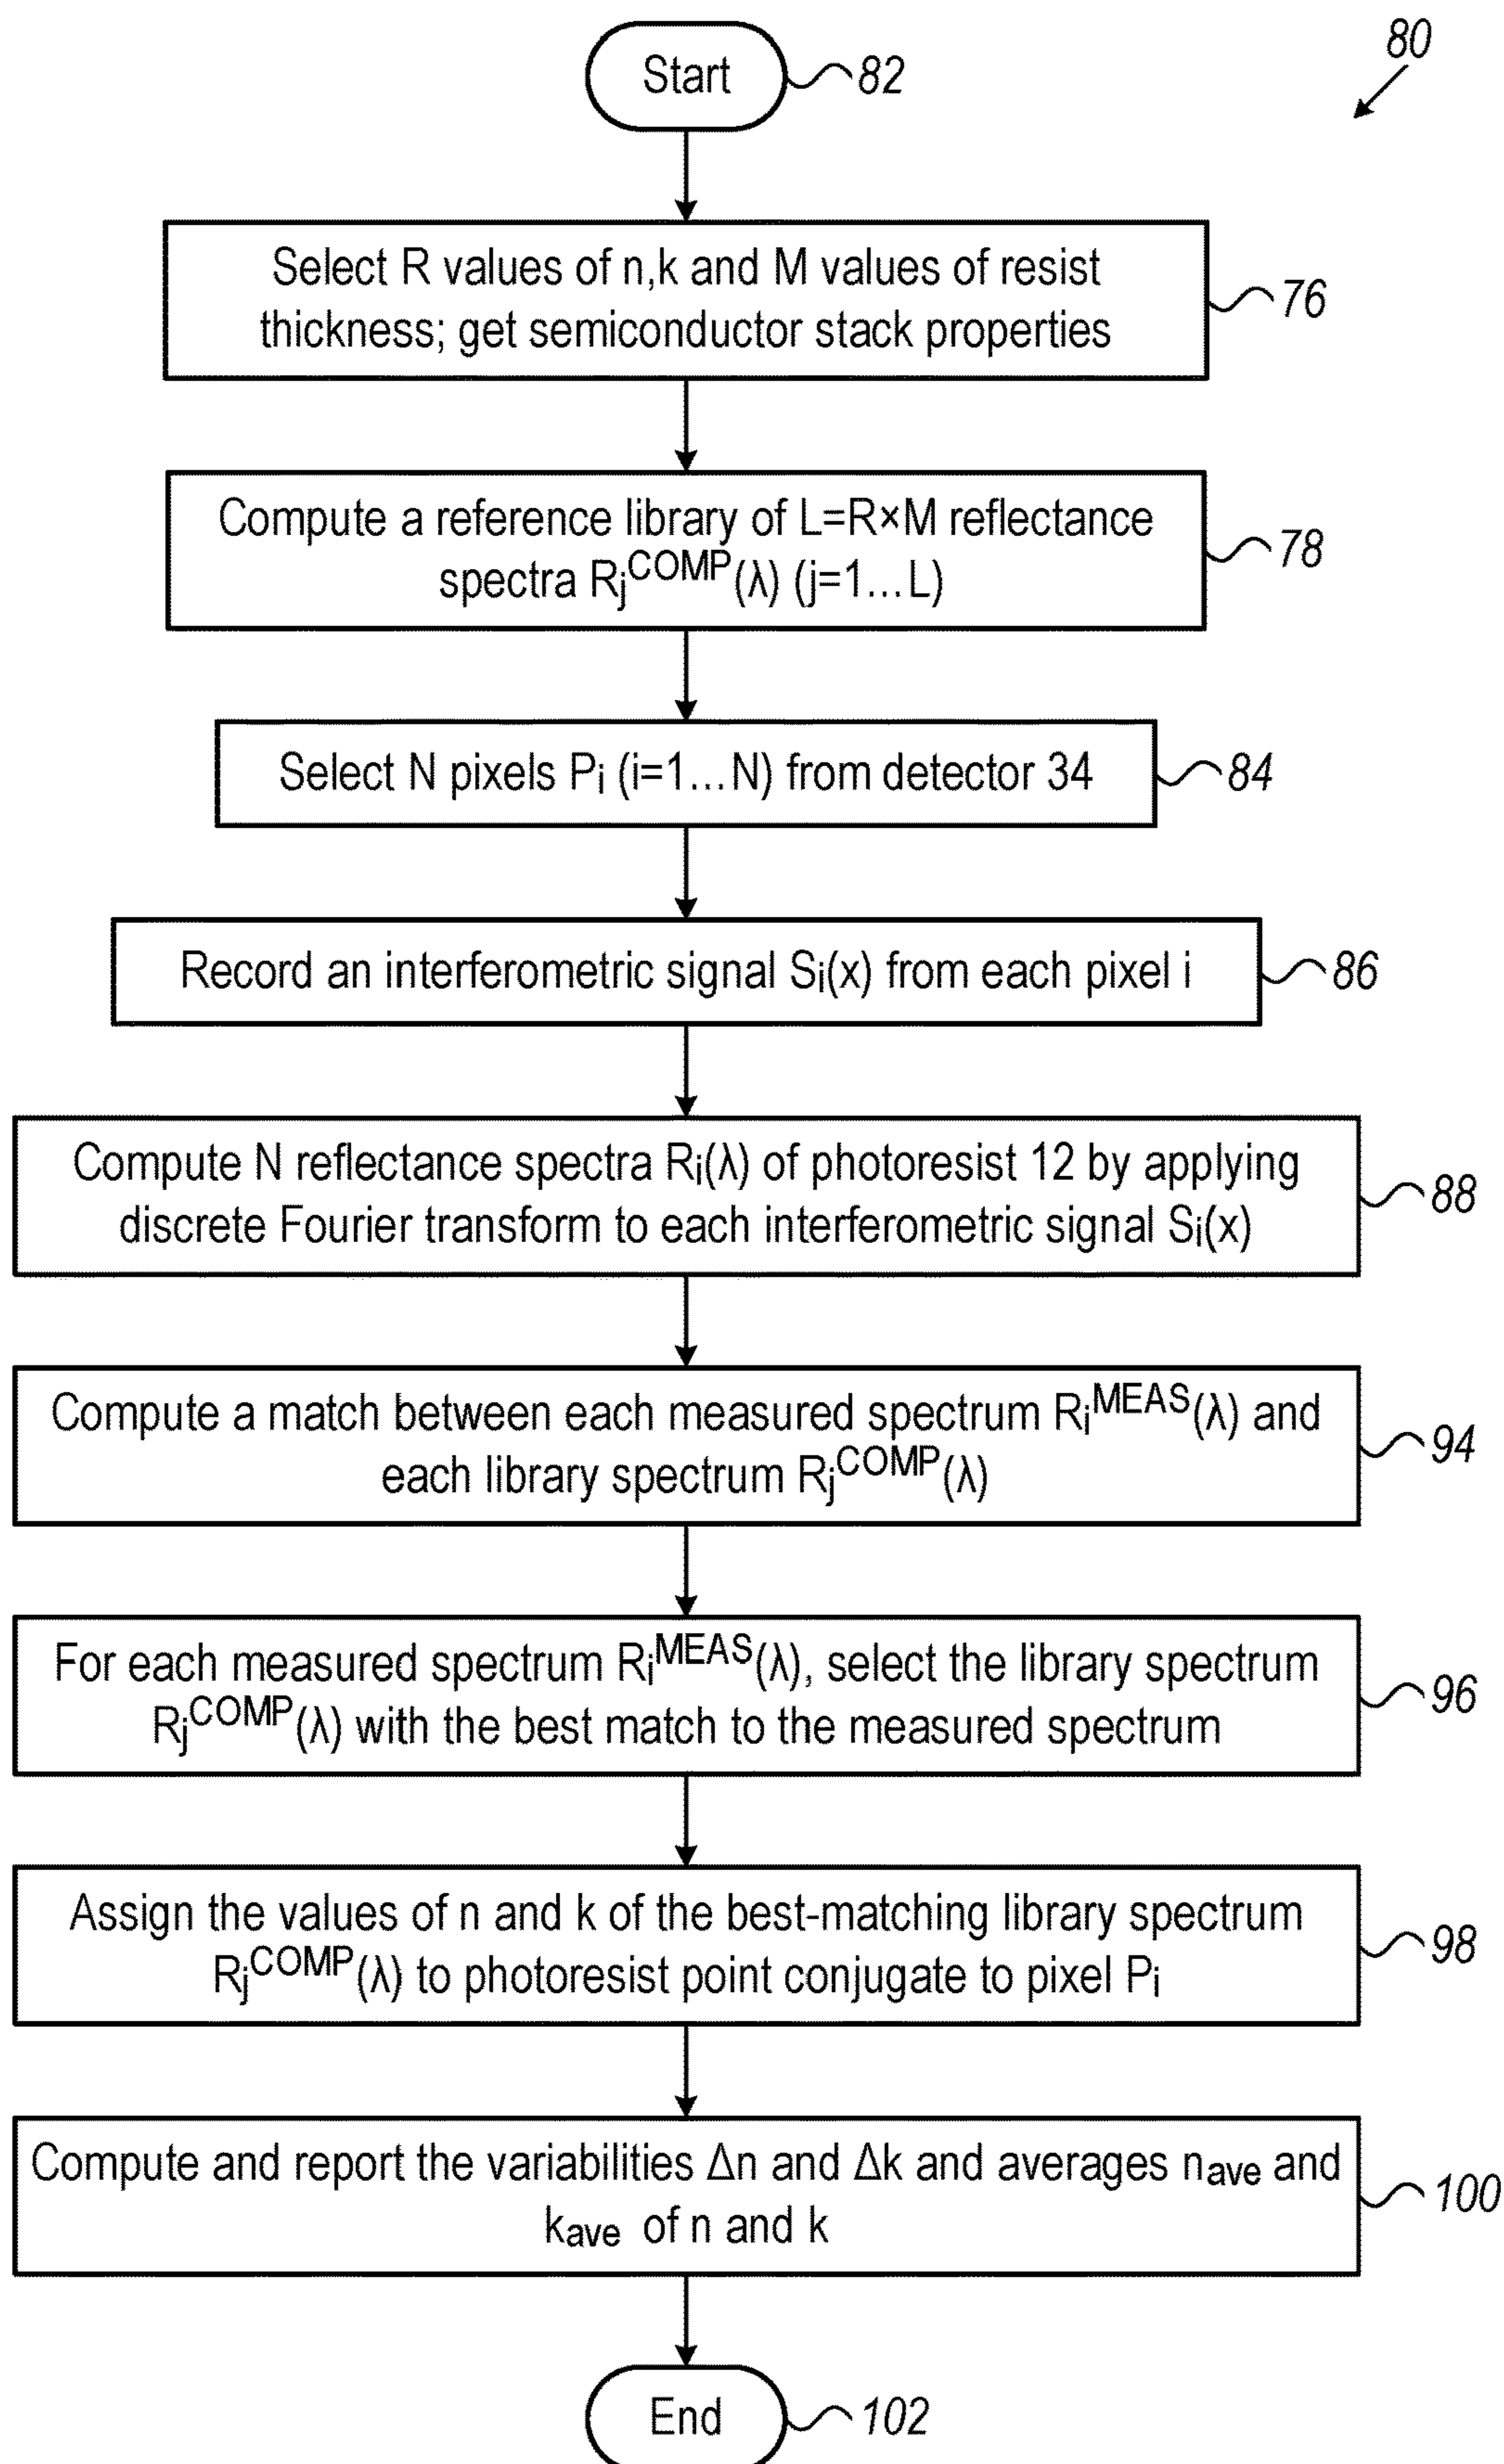 80
Start
82
Select R values of n,k and M values of resist
thickness; get semiconductor stack properties
76
Compute a reference library of L=R×M reflectance
spectra RjCOMP(λ) (j=1...L)
78
Select N pixels Pi (i=1...N) from detector 34
84
Record an interferometric signal Si(x) from each pixel i
86
Compute N reflectance spectra Ri(λ) of photoresist 12 by applying
discrete Fourier transform to each interferometric signal Si(x)
88
Compute a match between each measured spectrum RiMEAS(λ) and
each library spectrum RjCOMP(λ)
94
For each measured spectrum RiMEAS(λ), select the library spectrum
RjCOMP(λ) with the best match to the measured spectrum
96
Assign the values of n and k of the best-matching library spectrum
RjCOMP(λ) to photoresist point conjugate to pixel Pi
98
Compute and report the variabilities Δn and Δk and averages nave and
kave of n and k
100
End
102